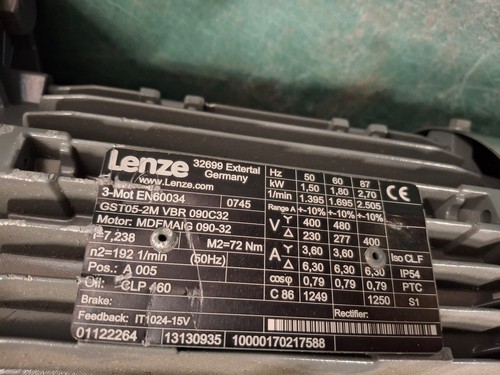 Lenze
32699 Extertal
Germany
www.Lenze.com
3-Mot EN60034 0745
GST05-2M VBR 090C32
Motor: MDFMAIG 090-32
i=7,238 M2=72 Nm
n2=192 1/min (50Hz)
Pos.: A 005
Oil: CLP 460
Brake:
Feedback: IT1024-15V
01122264 13130935 10000170217588
Hz 50 60 87
kW 1,50 1,80 2,70
1/min 1.395 1.695 2.505
Range A +-10% +-10% +-10%
V Y 400 480
Δ 230 277 400
A Y 3,60 3,60
Δ 6,30 6,30 6,30
cosφ 0,79 0,79 0,79
C 86 1249 1250
CE
Iso CL F
IP54
PTC
S1
Rectifier: